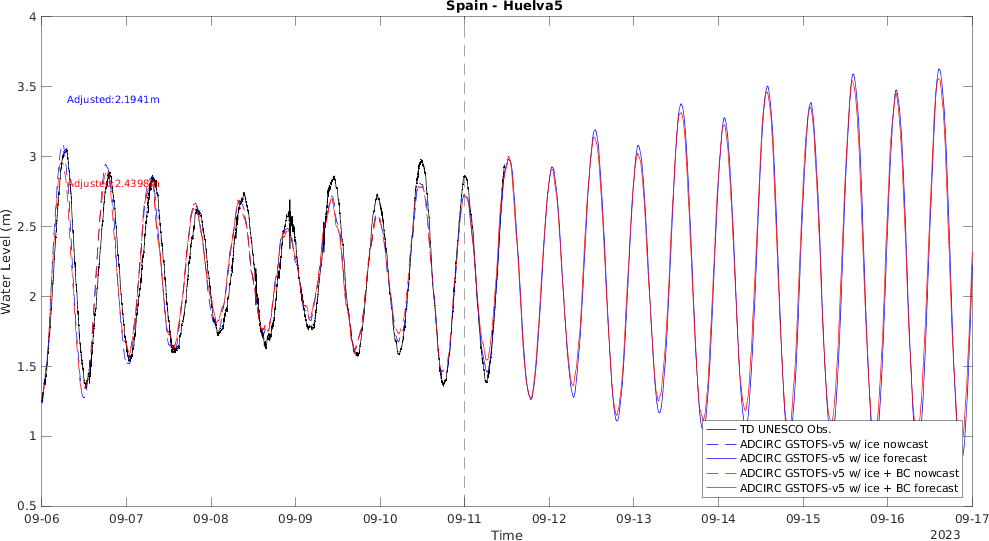 Spain - Huelva5
4
3.5
3
2.5
2
1.5
1
0.5
Water Level (m)
Adjusted:2.1941m
Adjusted:2.4398m
TD UNESCO Obs.
ADCIRC GSTOFS-v5 w/ ice nowcast
ADCIRC GSTOFS-v5 w/ ice forecast
ADCIRC GSTOFS-v5 w/ ice + BC nowcast
ADCIRC GSTOFS-v5 w/ ice + BC forecast
09-06 09-07 09-08 09-09 09-10 09-11 09-12 09-13 09-14 09-15 09-16 09-17
Time
2023